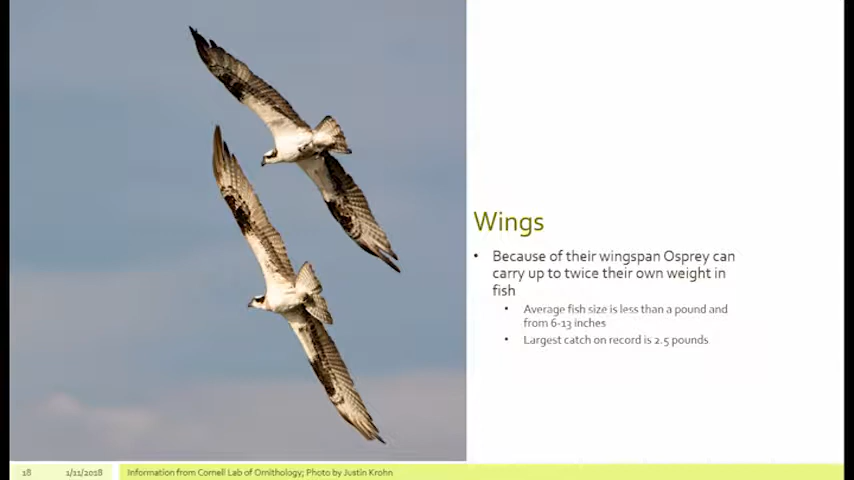 Wings
• Because of their wingspan Osprey can
carry up to twice their own weight in
fish
• Average fish size is less than a pound and
from 6-13 inches
• Largest catch on record is 2.5 pounds
18 1/11/2018 Information from Cornell Lab of Ornithology; Photo by Justin Krohn